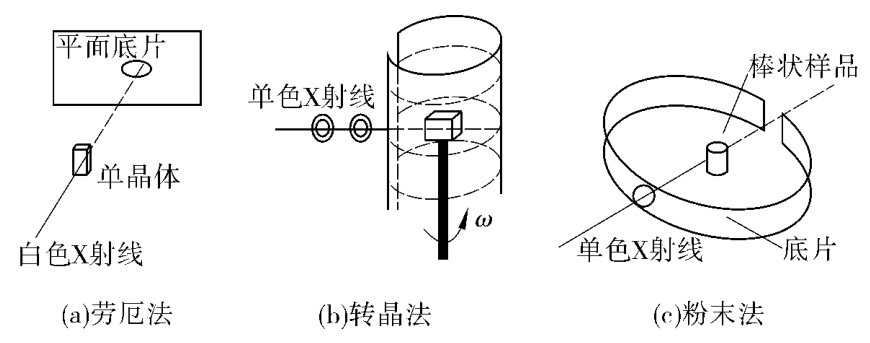 平面底片
单晶体
白色X射线
(a)劳厄法
单色X射线
ω
(b)转晶法
棒状样品
单色X射线
底片
(c)粉末法